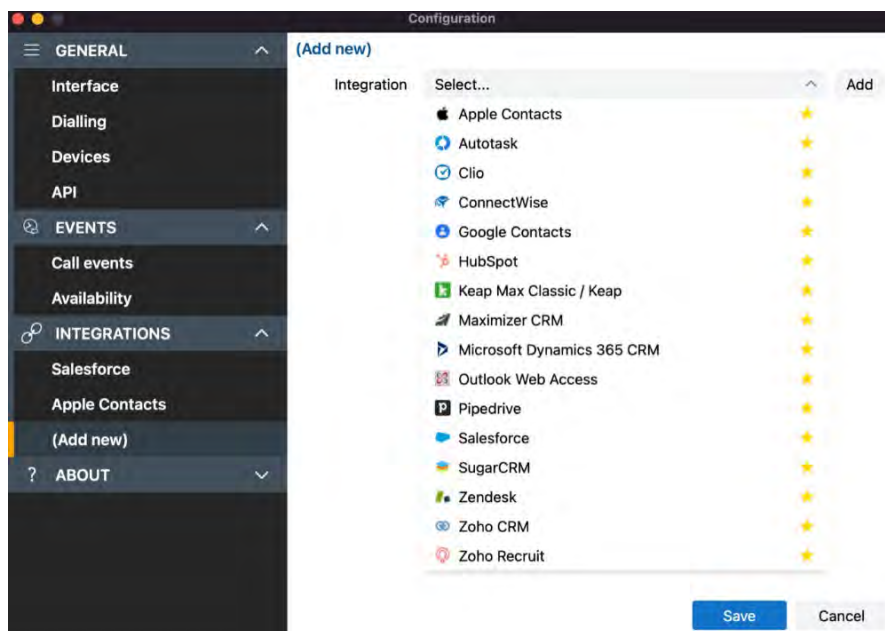 Configuration
GENERAL
Interface
Dialling
Devices
API
EVENTS
Call events
Availability
INTEGRATIONS
Salesforce
Apple Contacts
(Add new)
? ABOUT
(Add new)
Integration Select... Add
Apple Contacts
Autotask
Clio
ConnectWise
Google Contacts
HubSpot
Keap Max Classic / Keap
Maximizer CRM
Microsoft Dynamics 365 CRM
Outlook Web Access
Pipedrive
Salesforce
SugarCRM
Zendesk
Zoho CRM
Zoho Recruit
Save Cancel